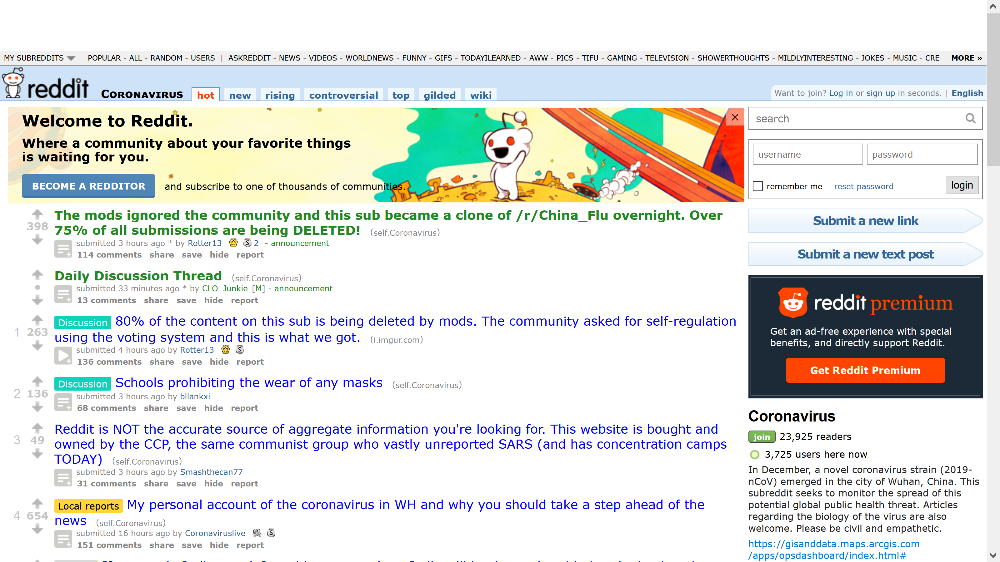 MY SUBREDDITS POPULAR - ALL - RANDOM - USERS | ASKREDDIT - NEWS - VIDEOS - WORLDNEWS - FUNNY - GIFS - TODAYILEARNED - AWW - PICS - TIFU - GAMING - TELEVISION - SHOWERTHOUGHTS - MILDLYINTERESTING - JOKES - MUSIC - CRE MORE »
reddit CORONAVIRUS hot new rising controversial top gilded wiki
Want to join? Log in or sign up in seconds. | English
Welcome to Reddit.
Where a community about your favorite things
is waiting for you.
BECOME A REDDITOR and subscribe to one of thousands of communities.
398
The mods ignored the community and this sub became a clone of /r/China_Flu overnight. Over
75% of all submissions are being DELETED! (self.Coronavirus)
submitted 3 hours ago * by Rotter13 S 2 - announcement
114 comments share save hide report
Daily Discussion Thread (self.Coronavirus)
submitted 33 minutes ago * by CLO_Junkie [M] - announcement
13 comments share save hide report
1 263
Discussion 80% of the content on this sub is being deleted by mods. The community asked for self-regulation
using the voting system and this is what we got. (i.imgur.com)
submitted 4 hours ago by Rotter13 S
136 comments share save hide report
2 136
Discussion Schools prohibiting the wear of any masks (self.Coronavirus)
submitted 3 hours ago by bllankxi
68 comments share save hide report
3 49
Reddit is NOT the accurate source of aggregate information you're looking for. This website is bought and
owned by the CCP, the same communist group who vastly unreported SARS (and has concentration camps
TODAY) (self.Coronavirus)
submitted 3 hours ago by Smashthecan77
31 comments share save hide report
4 654
Local reports My personal account of the coronavirus in WH and why you should take a step ahead of the
news (self.Coronavirus)
submitted 16 hours ago by Coronaviruslive S
151 comments share save hide report
search
username password
remember me reset password login
Submit a new link
Submit a new text post
reddit premium
Get an ad-free experience with special
benefits, and directly support Reddit.
Get Reddit Premium
Coronavirus
join 23,925 readers
3,725 users here now
In December, a novel coronavirus strain (2019-
nCoV) emerged in the city of Wuhan, China. This
subreddit seeks to monitor the spread of this
potential global public health threat. Articles
regarding the biology of the virus are also
welcome. Please be civil and empathetic.
https://gisanddata.maps.arcgis.com
/apps/opsdashboard/index.html#